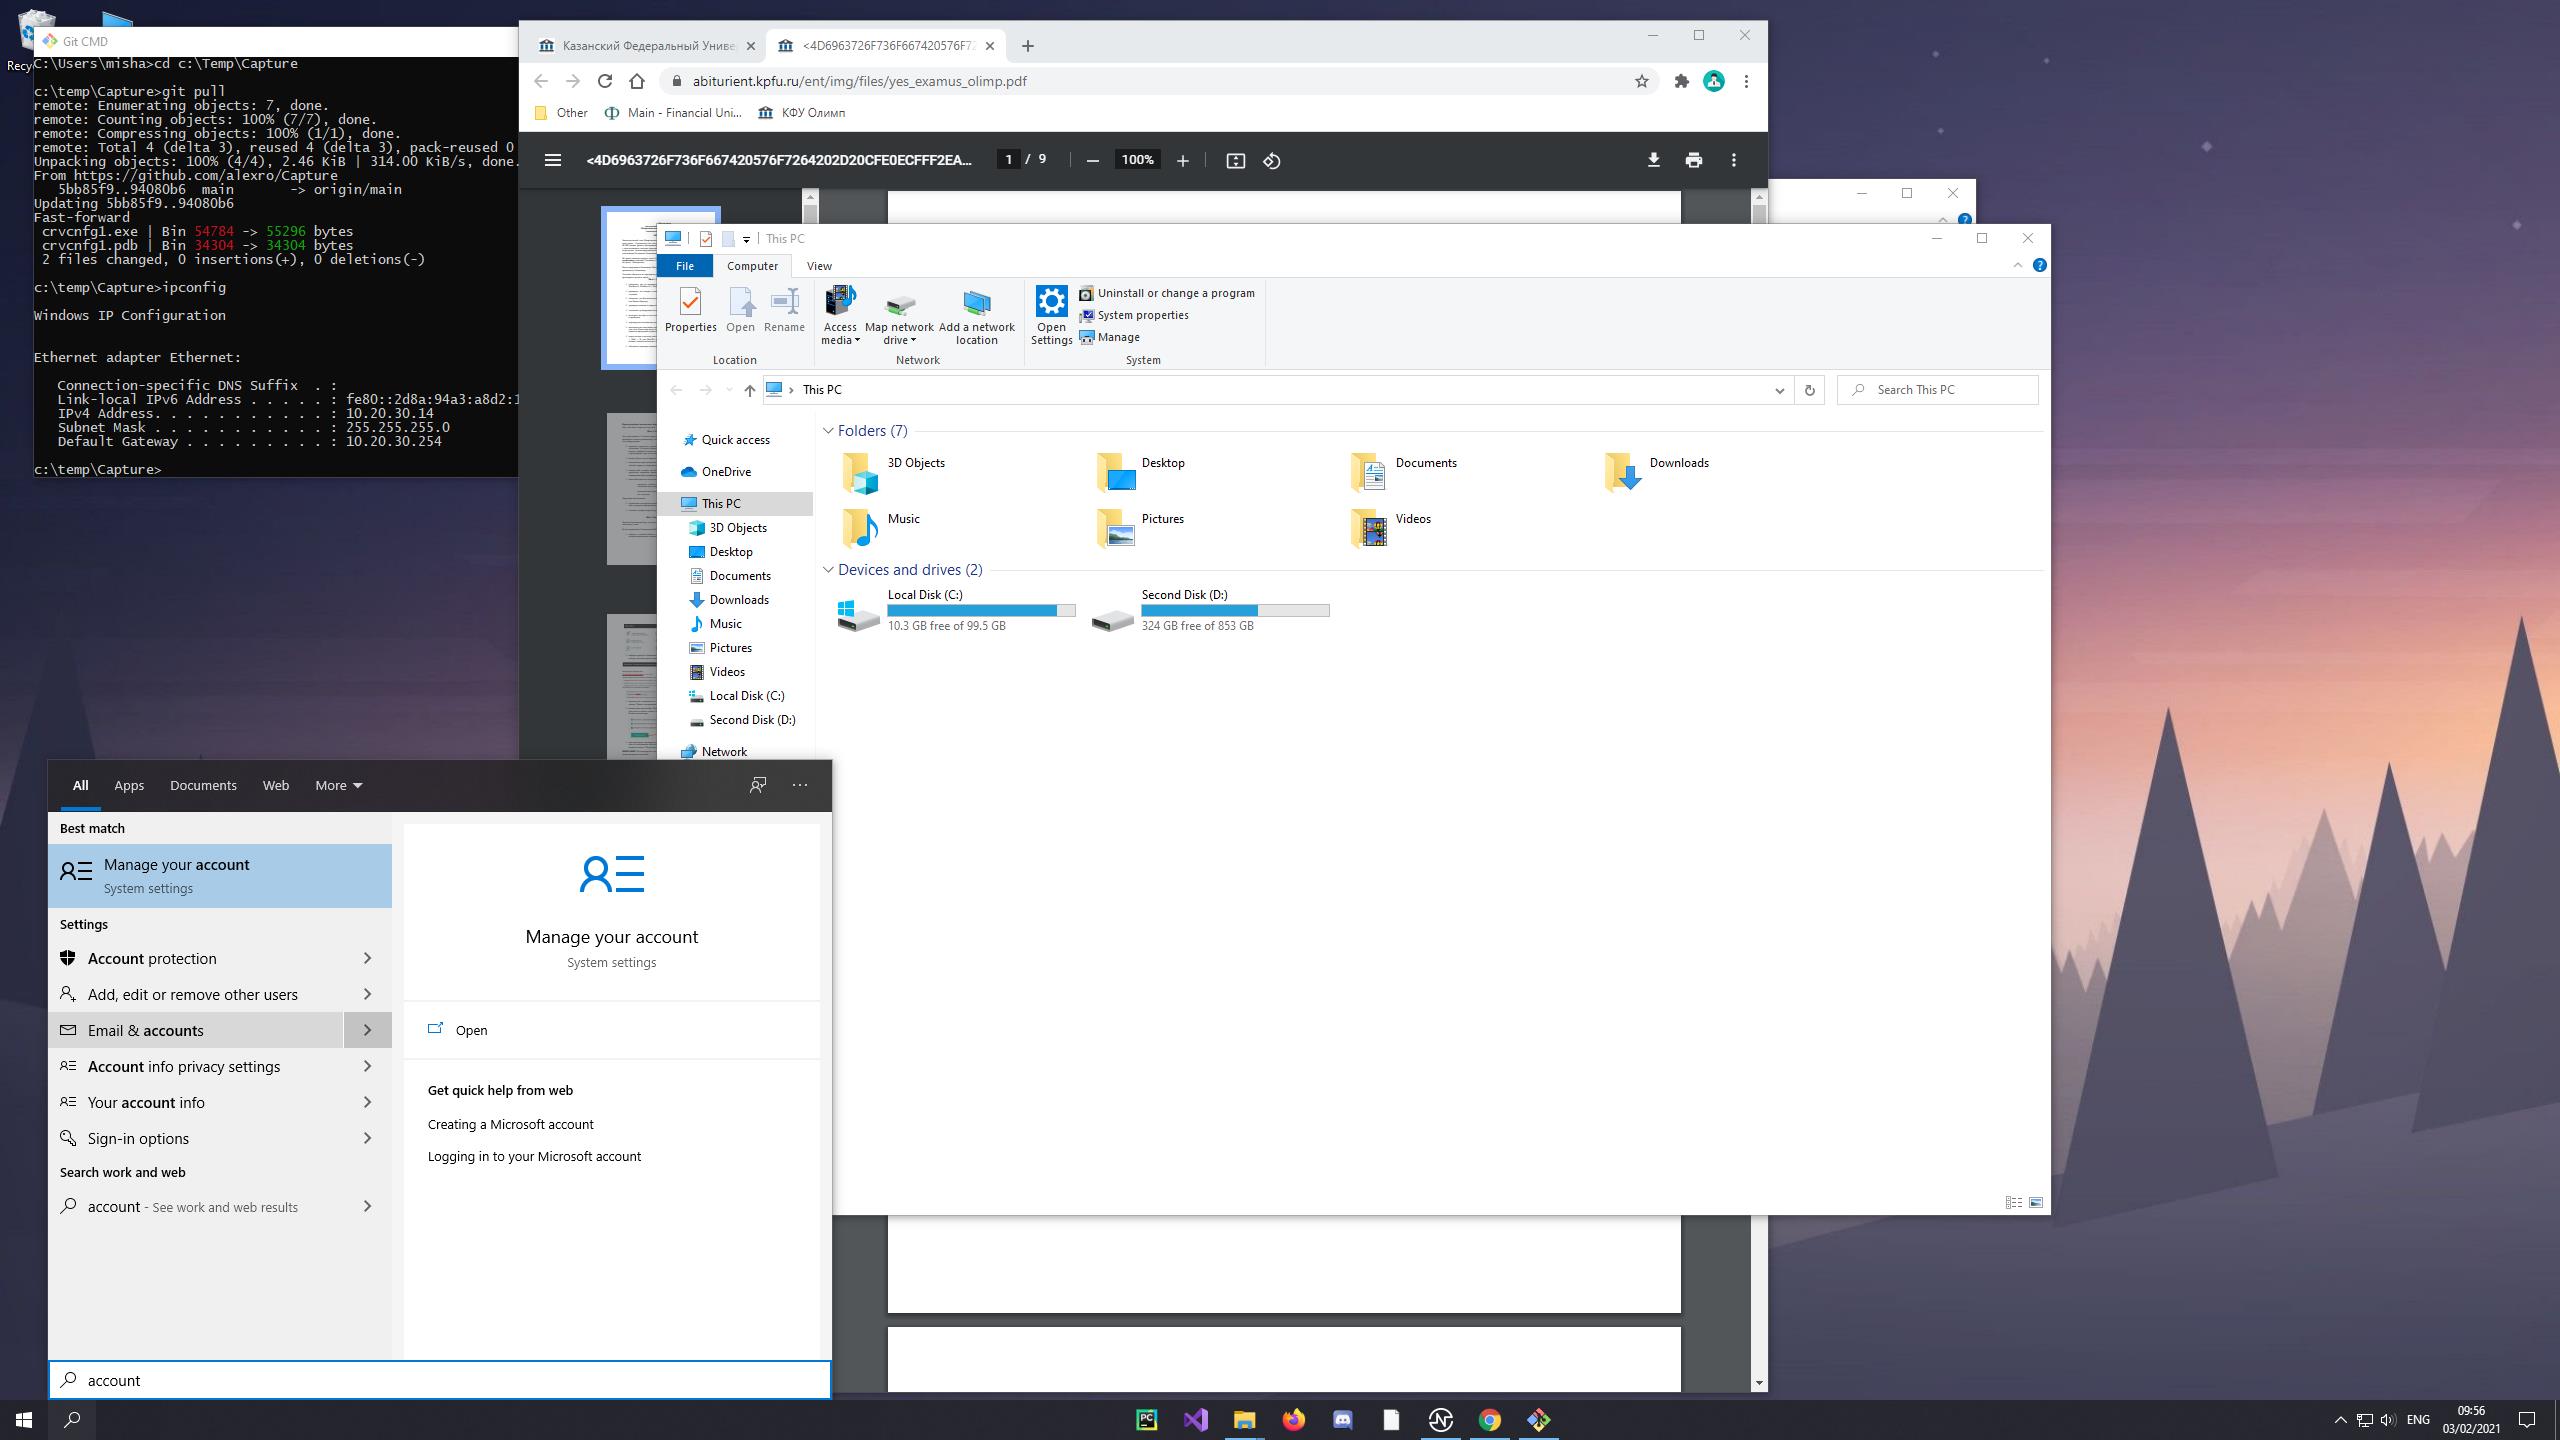 Git CMD
C:\Users\misha>cd c:\Temp\Capture
c:\temp\Capture>git pull
remote: Enumerating objects: 7, done.
remote: Counting objects: 100% (7/7), done.
remote: Compressing objects: 100% (1/1), done.
remote: Total 4 (delta 3), reused 4 (delta 3), pack-reused 0
Unpacking objects: 100% (4/4), 2.46 KiB | 314.00 KiB/s, done.
From https://github.com/alexro/Capture
5bb85f9..94080b6  main       -> origin/main
Updating 5bb85f9..94080b6
Fast-forward
crvcnfg1.exe | Bin 54784 -> 55296 bytes
crvcnfg1.pdb | Bin 34304 -> 34304 bytes
2 files changed, 0 insertions(+), 0 deletions(-)
c:\temp\Capture>ipconfig
Windows IP Configuration
Ethernet adapter Ethernet:
Connection-specific DNS Suffix  . :
Link-local IPv6 Address . . . . . : fe80::2d8a:94a3:a8d2:1
IPv4 Address. . . . . . . . . . . : 10.20.30.14
Subnet Mask . . . . . . . . . . . : 255.255.255.0
Default Gateway . . . . . . . . . : 10.20.30.254
c:\temp\Capture>
Казанский Федеральный Униве
<4D6963726F736F667420576F72
abiturient.kpfu.ru/ent/img/files/yes_examus_olimp.pdf
Other
Main - Financial Uni...
КФУ Олимп
<4D6963726F736F667420576F7264202D20CFE0ECFFF2EA...
1 / 9
100%
This PC
File
Computer
View
Properties
Open
Rename
Access media
Map network drive
Add a network location
Open Settings
Uninstall or change a program
System properties
Manage
Location
Network
System
This PC
Search This PC
Quick access
OneDrive
This PC
3D Objects
Desktop
Documents
Downloads
Music
Pictures
Videos
Local Disk (C:)
Second Disk (D:)
Network
Folders (7)
3D Objects
Desktop
Documents
Downloads
Music
Pictures
Videos
Devices and drives (2)
Local Disk (C:)
10.3 GB free of 99.5 GB
Second Disk (D:)
324 GB free of 853 GB
All
Apps
Documents
Web
More
Best match
Manage your account
System settings
Settings
Account protection
Add, edit or remove other users
Email & accounts
Account info privacy settings
Your account info
Sign-in options
Search work and web
account - See work and web results
Manage your account
System settings
Open
Get quick help from web
Creating a Microsoft account
Logging in to your Microsoft account
account
ENG
09:56
03/02/2021